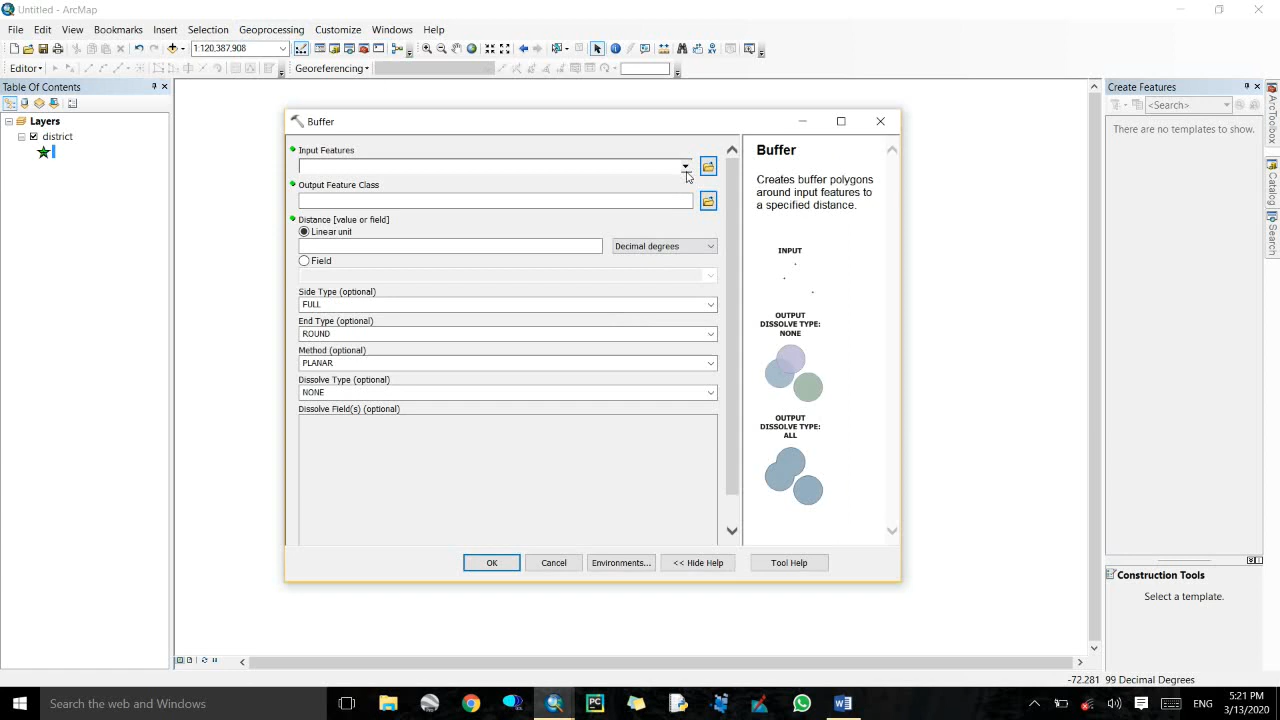 Untitled - ArcMap
File Edit View Bookmarks Insert Selection Geoprocessing Customize Windows Help
1:120,387,908
Editor Georeferencing
Table Of Contents
Layers
district
Create Features
<Search>
There are no templates to show.
ArcToolbox
Catalog
Search
Buffer
Input Features
Output Feature Class
Distance [value or field]
Linear unit
Decimal degrees
Field
Side Type (optional)
FULL
End Type (optional)
ROUND
Method (optional)
PLANAR
Dissolve Type (optional)
NONE
Dissolve Field(s) (optional)
OK Cancel Environments... << Hide Help Tool Help
Buffer
Creates buffer polygons
around input features to
a specified distance.
INPUT
OUTPUT
DISSOLVE TYPE:
NONE
OUTPUT
DISSOLVE TYPE:
ALL
Construction Tools
Select a template.
-72.281 99 Decimal Degrees
Search the web and Windows
ENG
5:21 PM
3/13/2020